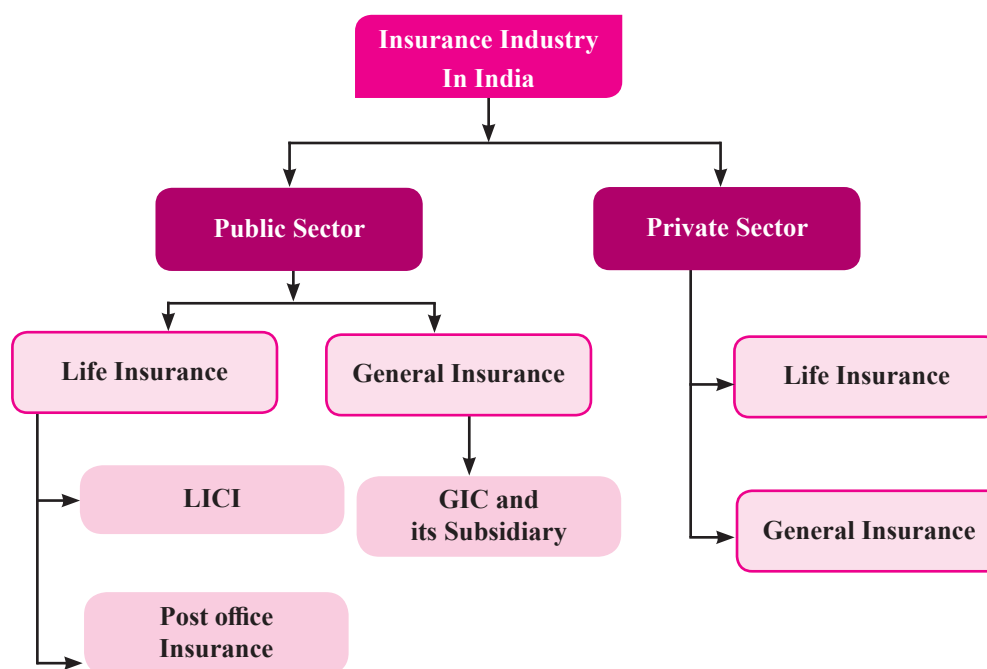 Insurance Industry
In India
Public Sector
Private Sector
Life Insurance
General Insurance
Life Insurance
LICI
GIC and
its Subsidiary
General Insurance
Post office
Insurance